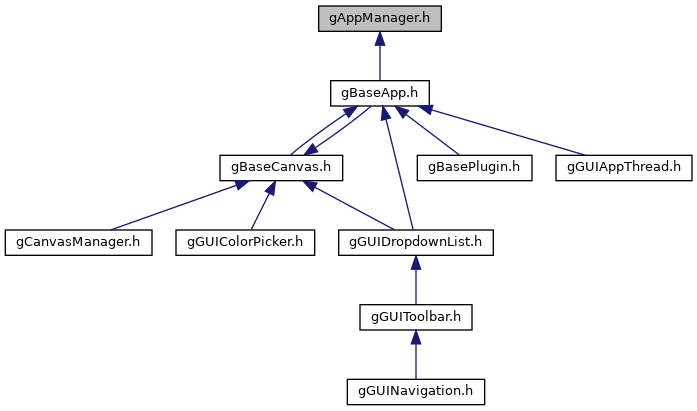 gAppManager.h
gBaseApp.h
gBaseCanvas.h
gBasePlugin.h
gGUIAppThread.h
gCanvasManager.h
gGUIColorPicker.h
gGUIDropdownList.h
gGUIToolbar.h
gGUINavigation.h